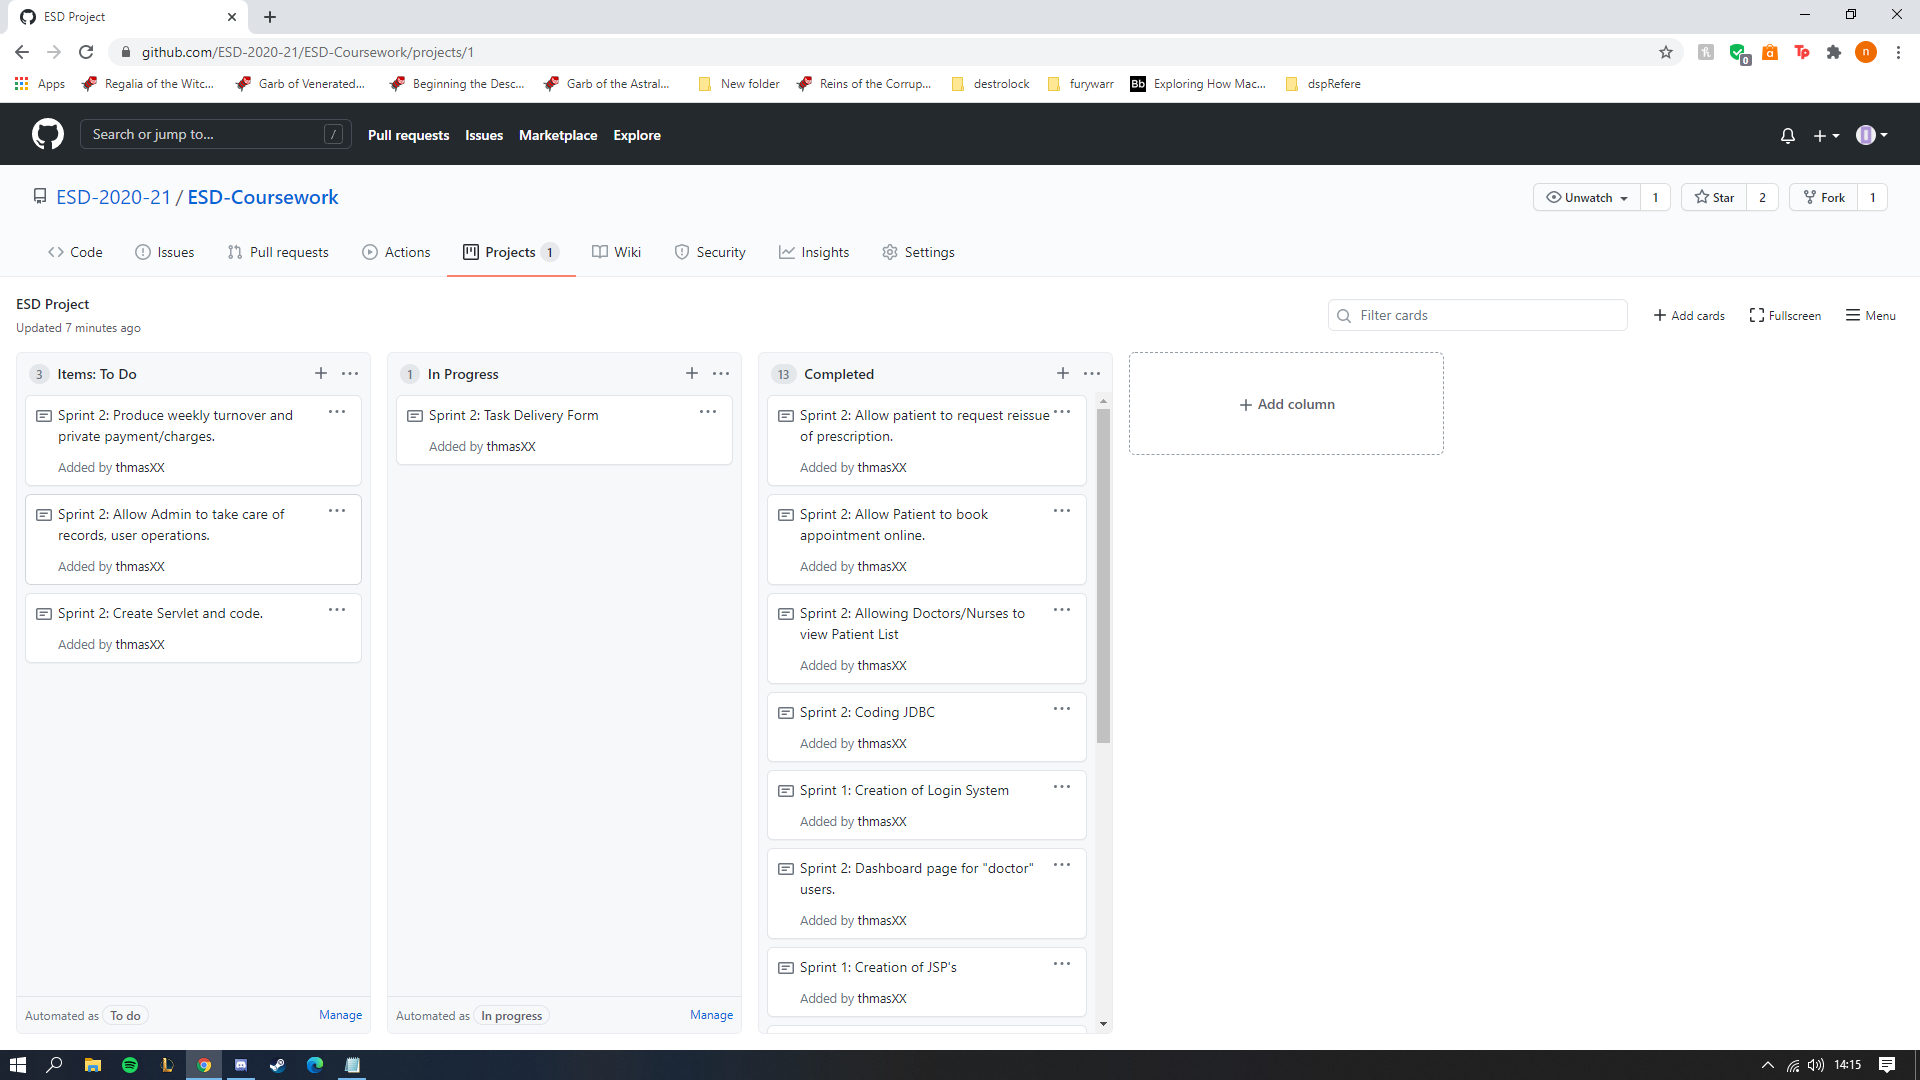 ESD Project
github.com/ESD-2020-21/ESD-Coursework/projects/1
0
n
Apps
Regalia of the Witc...
Garb of Venerated...
Beginning the Desc...
Garb of the Astral...
New folder
Reins of the Corrup...
destrolock
furywarr
Bb
Exploring How Mac...
dspRefere
Search or jump to...
/
Pull requests
Issues
Marketplace
Explore
ESD-2020-21 / ESD-Coursework
Unwatch 1
Star 2
Fork 1
Code
Issues
Pull requests
Actions
Projects 1
Wiki
Security
Insights
Settings
ESD Project
Updated 7 minutes ago
Filter cards
Add cards
Fullscreen
Menu
3 Items: To Do
Sprint 2: Produce weekly turnover and
private payment/charges.
Added by thmasXX
Sprint 2: Allow Admin to take care of
records, user operations.
Added by thmasXX
Sprint 2: Create Servlet and code.
Added by thmasXX
Automated as To do
Manage
1 In Progress
Sprint 2: Task Delivery Form
Added by thmasXX
Automated as In progress
Manage
13 Completed
Sprint 2: Allow patient to request reissue
of prescription.
Added by thmasXX
Sprint 2: Allow Patient to book
appointment online.
Added by thmasXX
Sprint 2: Allowing Doctors/Nurses to
view Patient List
Added by thmasXX
Sprint 2: Coding JDBC
Added by thmasXX
Sprint 1: Creation of Login System
Added by thmasXX
Sprint 2: Dashboard page for "doctor"
users.
Added by thmasXX
Sprint 1: Creation of JSP's
Added by thmasXX
Add column
14:15